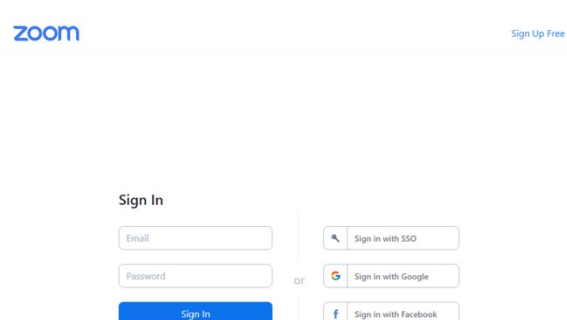 zoom
Sign Up Free
Sign In
Email
Sign in with SSO
Password
or
Sign in with Google
Sign In
Sign in with Facebook